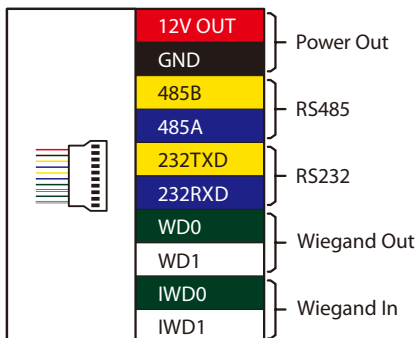 12V OUT
GND
Power Out
485B
485A
RS485
232TXD
232RXD
RS232
WD0
WD1
Wiegand Out
IWD0
IWD1
Wiegand In